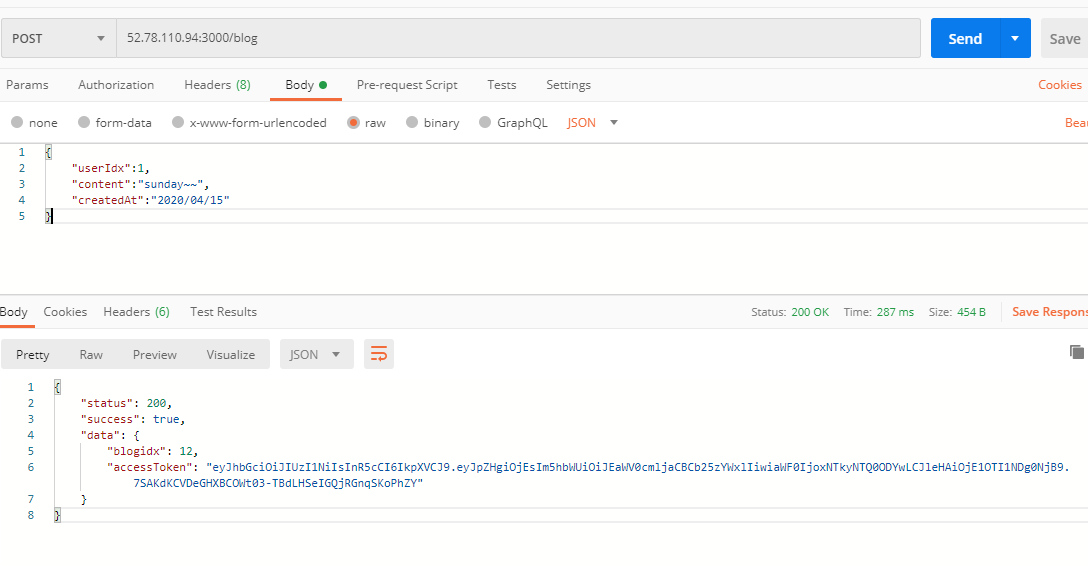 POST 52.78.110.94:3000/blog Send Save
Params Authorization Headers (8) Body Pre-request Script Tests Settings Cookies
none form-data x-www-form-urlencoded raw binary GraphQL JSON Beau
1 {
2 "userIdx":1,
3 "content":"sunday~~",
4 "createdAt":"2020/04/15"
5 }
Body Cookies Headers (6) Test Results Status: 200 OK Time: 287 ms Size: 454 B Save Respons
Pretty Raw Preview Visualize JSON
1 {
2 "status": 200,
3 "success": true,
4 "data": {
5 "blogidx": 12,
6 "accessToken": "eyJhbGciOiJIUzI1NiIsInR5cCI6IkpXVCJ9.eyJpZHgiOjEsIm5hbWUiOiJEaWV0cmljaCBCb25zYWxlIiwiaWF0IjoxNTkyNTQ0ODYwLCJleHAiOjE1OTI1NDg0NjB9.
7SAKdKCVDeGHXBCOWt03-TBdLHSeIGQjRGnqSKoPhZY"
7 }
8 }